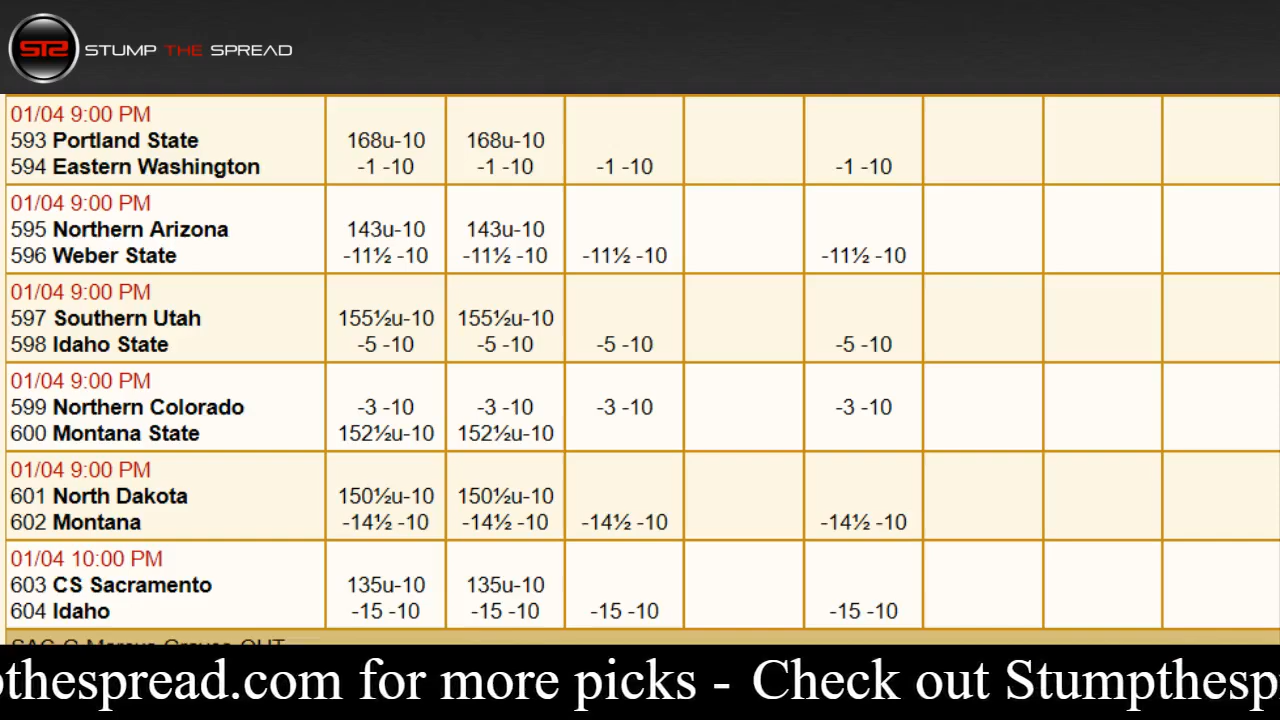 STS STUMP THE SPREAD
01/04 9:00 PM
593 Portland State 168u-10 168u-10
594 Eastern Washington -1 -10 -1 -10 -1 -10 -1 -10
01/04 9:00 PM
595 Northern Arizona 143u-10 143u-10
596 Weber State -11½ -10 -11½ -10 -11½ -10 -11½ -10
01/04 9:00 PM
597 Southern Utah 155½u-10 155½u-10
598 Idaho State -5 -10 -5 -10 -5 -10 -5 -10
01/04 9:00 PM
599 Northern Colorado -3 -10 -3 -10 -3 -10 -3 -10
600 Montana State 152½u-10 152½u-10
01/04 9:00 PM
601 North Dakota 150½u-10 150½u-10
602 Montana -14½ -10 -14½ -10 -14½ -10 -14½ -10
01/04 10:00 PM
603 CS Sacramento 135u-10 135u-10
604 Idaho -15 -10 -15 -10 -15 -10 -15 -10
SAC-G Marcus Graves-OUT
pthespread.com for more picks - Check out Stumpthesp